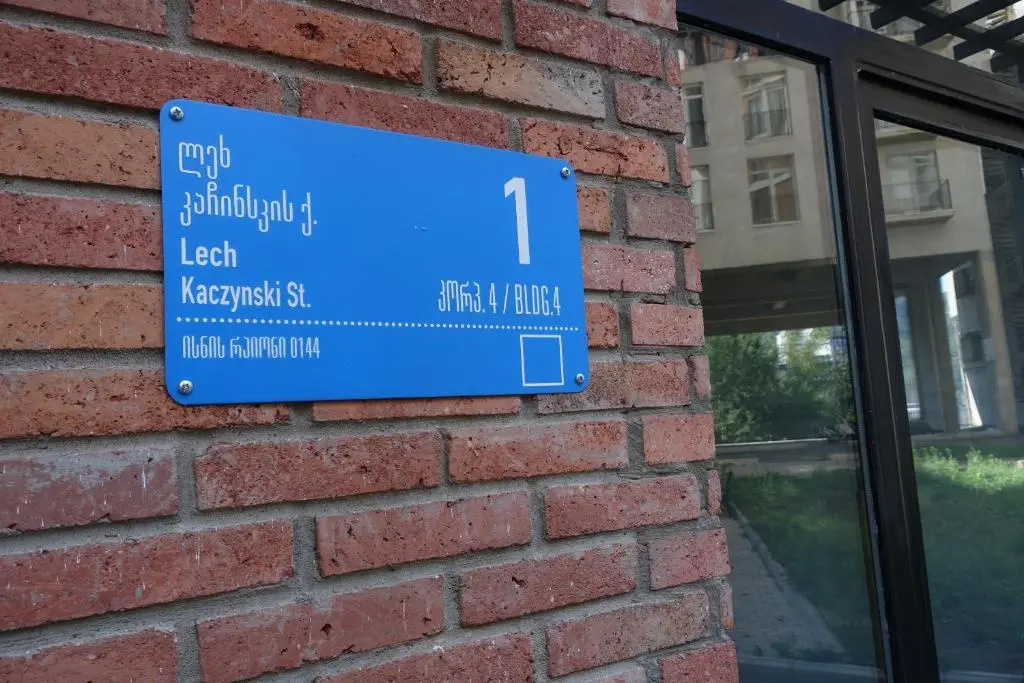 ლეხ
კაჩინსკის ქ.
Lech
Kaczynski St.
1
კორპ. 4 / BLDG.4
ისნის რაიონი 0144